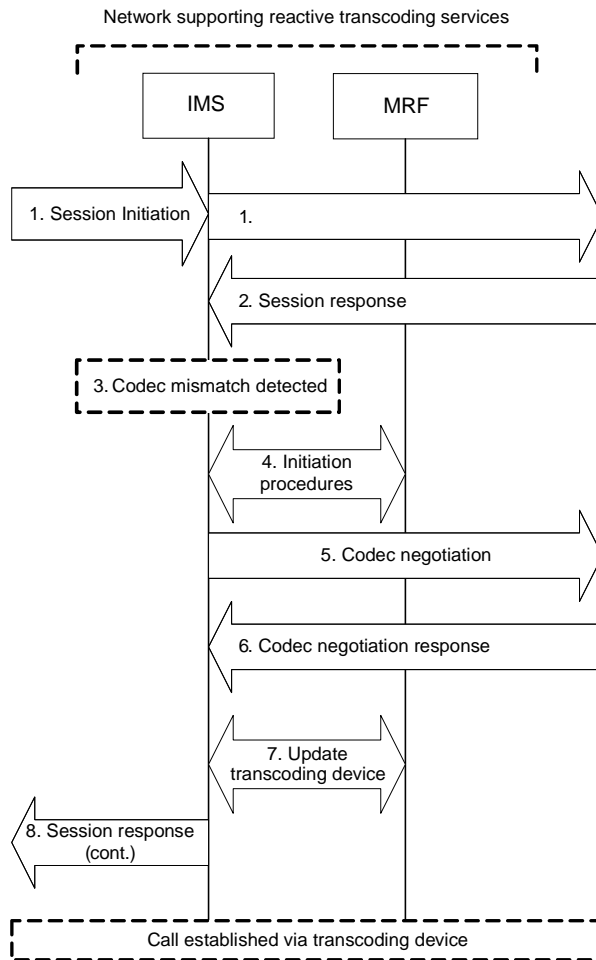 Network supporting reactive transcoding services
IMS
MRF
1. Session Initiation
1.
2. Session response
3. Codec mismatch detected
4. Initiation
procedures
5. Codec negotiation
6. Codec negotiation response
7. Update
transcoding device
8. Session response
(cont.)
Call established via transcoding device